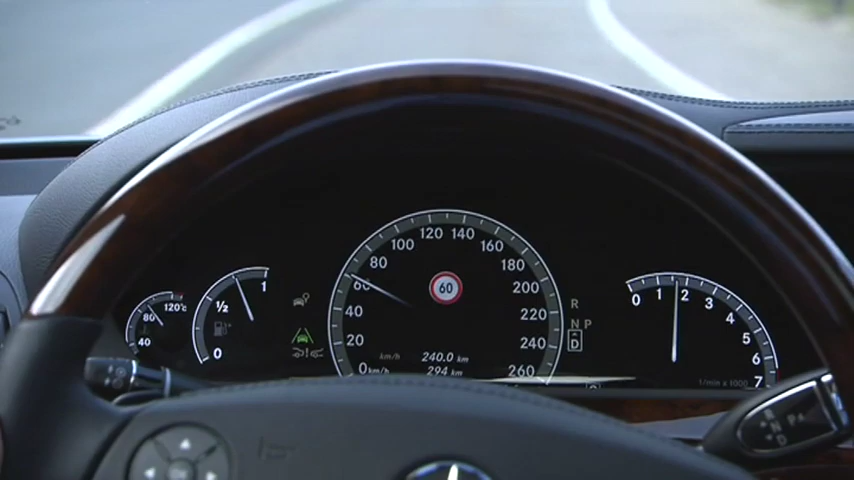 120°C
80
40
1
½
0
0
20
40
60
80
100
120
140
160
180
200
220
240
260
km/h
60
km/h
240.0 km
294 km
R
N P
D
0 1 2 3 4 5 6 7
1/min x 1000
R
N PA
D